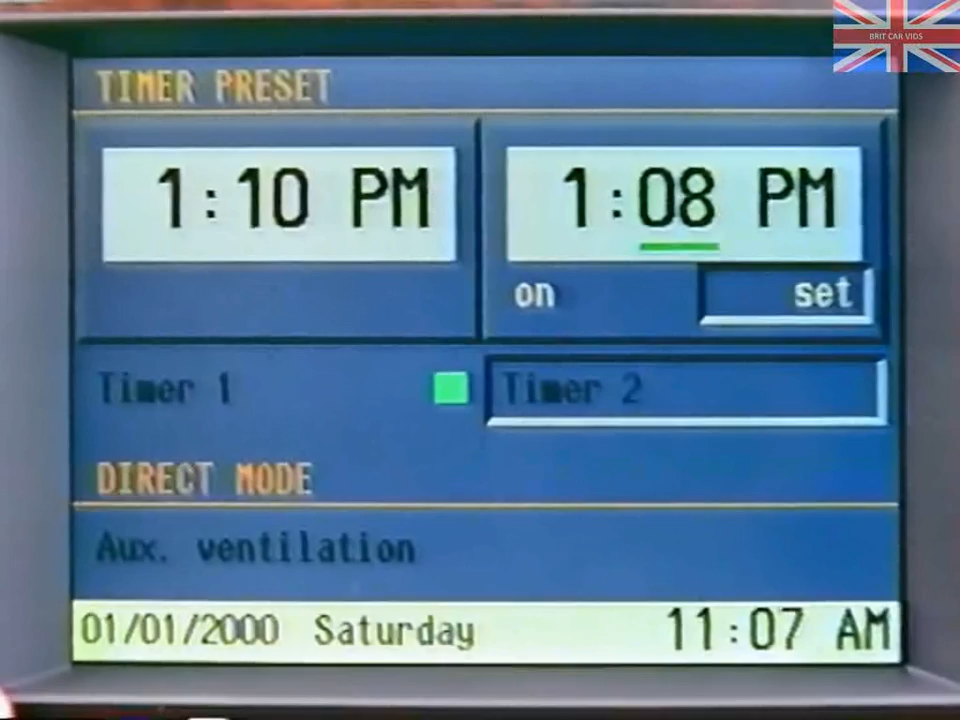 BRIT CAR VIDS
TIMER PRESET
1:10 PM 1:08 PM
on set
Timer 1 Timer 2
DIRECT MODE
Aux. ventilation
01/01/2000 Saturday 11:07 AM